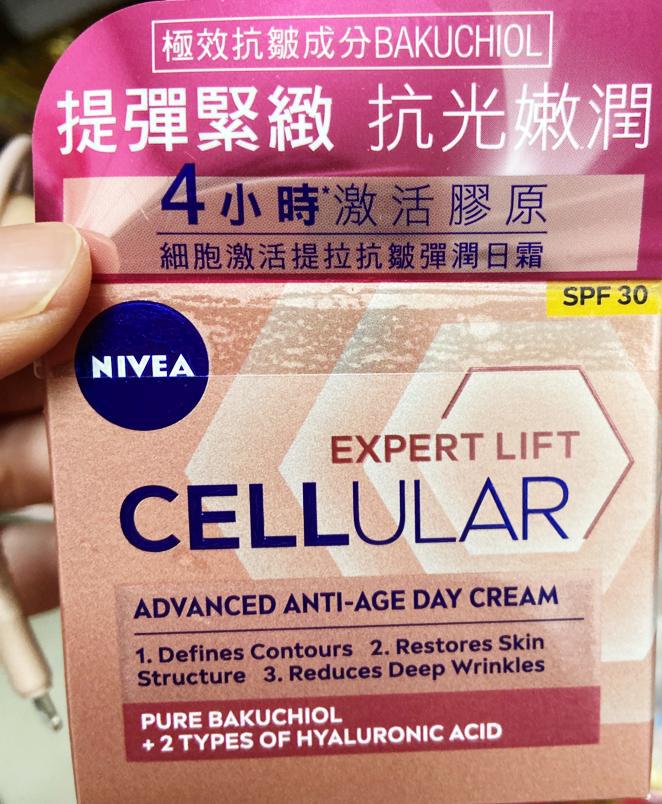 極效抗皺成分BAKUCHIOL
提彈緊緻 抗光嫩潤
4小時*激活膠原
細胞激活提拉抗皺彈潤日霜
SPF 30
NIVEA
EXPERT LIFT
CELLULAR
ADVANCED ANTI-AGE DAY CREAM
1. Defines Contours 2. Restores Skin
Structure 3. Reduces Deep Wrinkles
PURE BAKUCHIOL
+ 2 TYPES OF HYALURONIC ACID